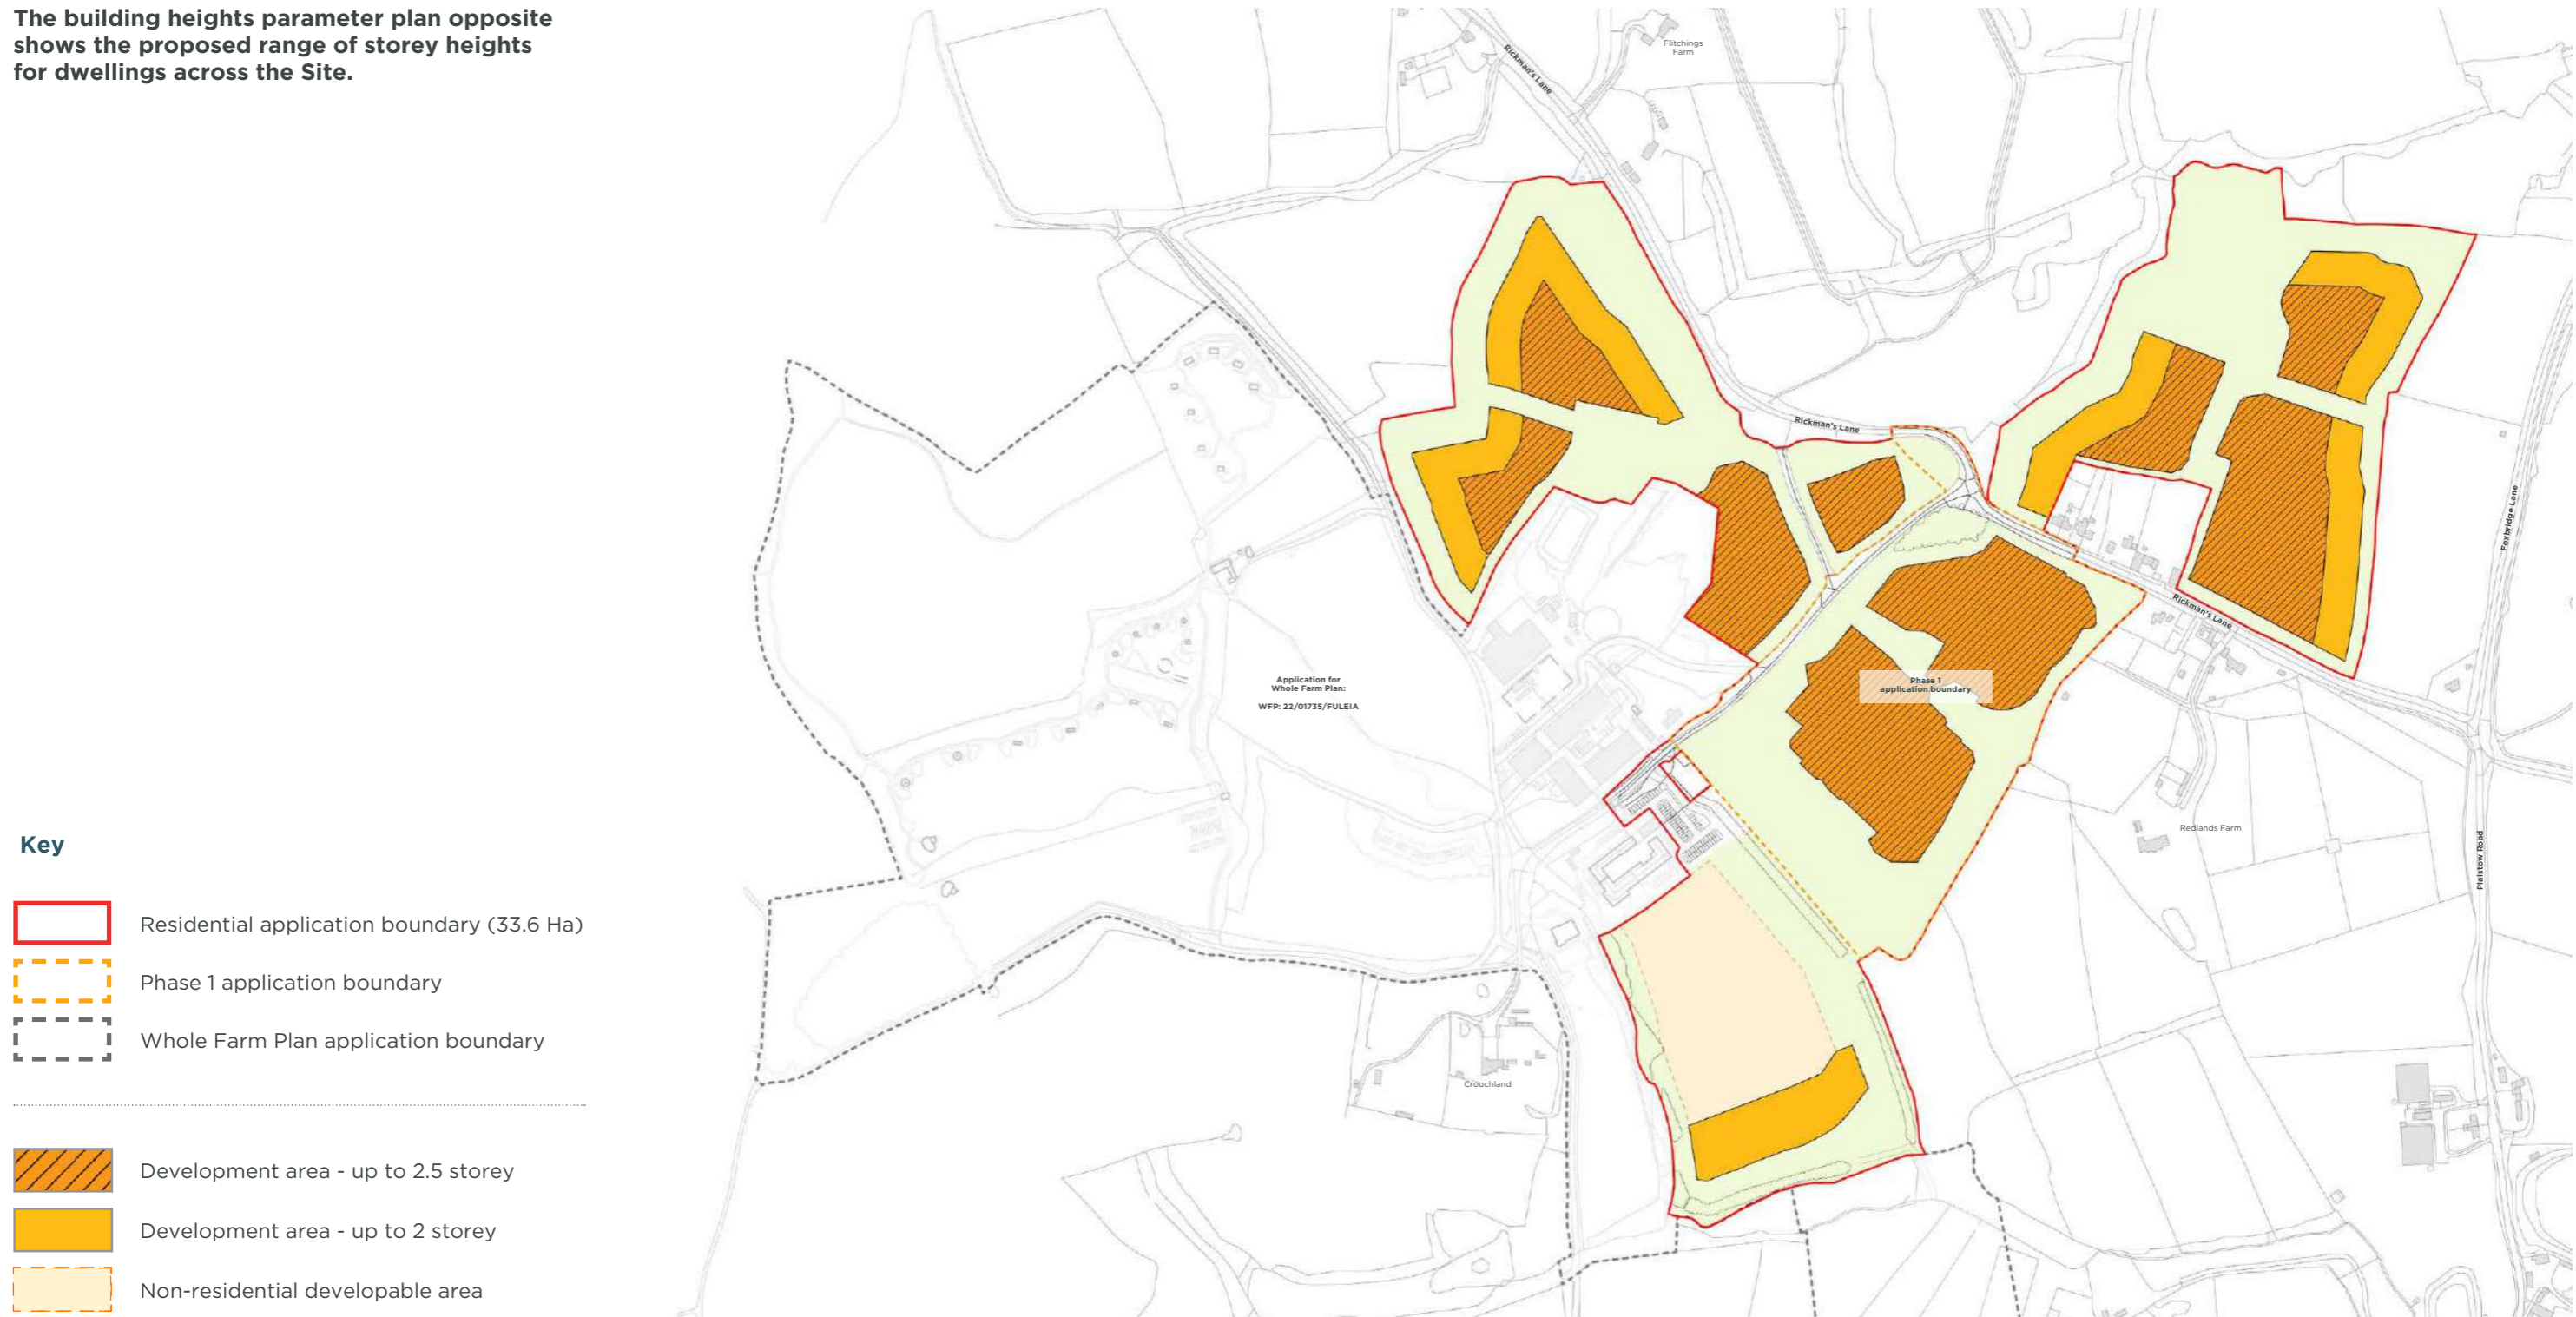 The building heights parameter plan opposite
shows the proposed range of storey heights
for dwellings across the Site.
Flitchings
Farm
Rickman's Lane
Rickman's Lane
Foxbridge Lane
Rickman's Lane
Application for
Whole Farm Plan:
WFP: 22/01735/FULEIA
Phase 1
application boundary
Redlands Farm
Plaistow Road
Crouchland
Key
Residential application boundary (33.6 Ha)
Phase 1 application boundary
Whole Farm Plan application boundary
Development area - up to 2.5 storey
Development area - up to 2 storey
Non-residential developable area